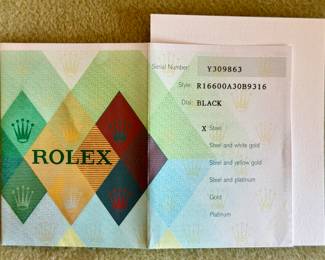 Serial Number: Y309863
Style: R16600A30B9316
Dial: BLACK
ROLEX
X Steel
Steel and white gold
Steel and yellow gold
Steel and platinum
Gold
Platinum